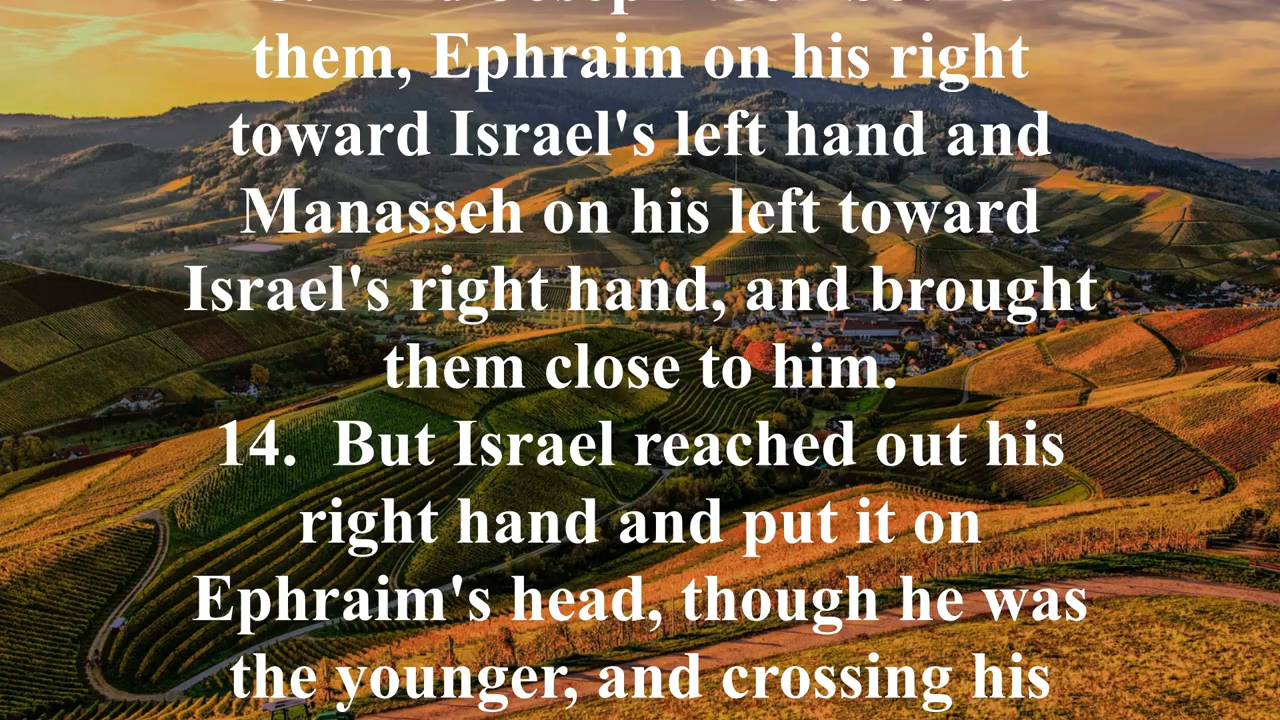 them, Ephraim on his right
toward Israel's left hand and
Manasseh on his left toward
Israel's right hand, and brought
them close to him.
14. But Israel reached out his
right hand and put it on
Ephraim's head, though he was
the younger, and crossing his